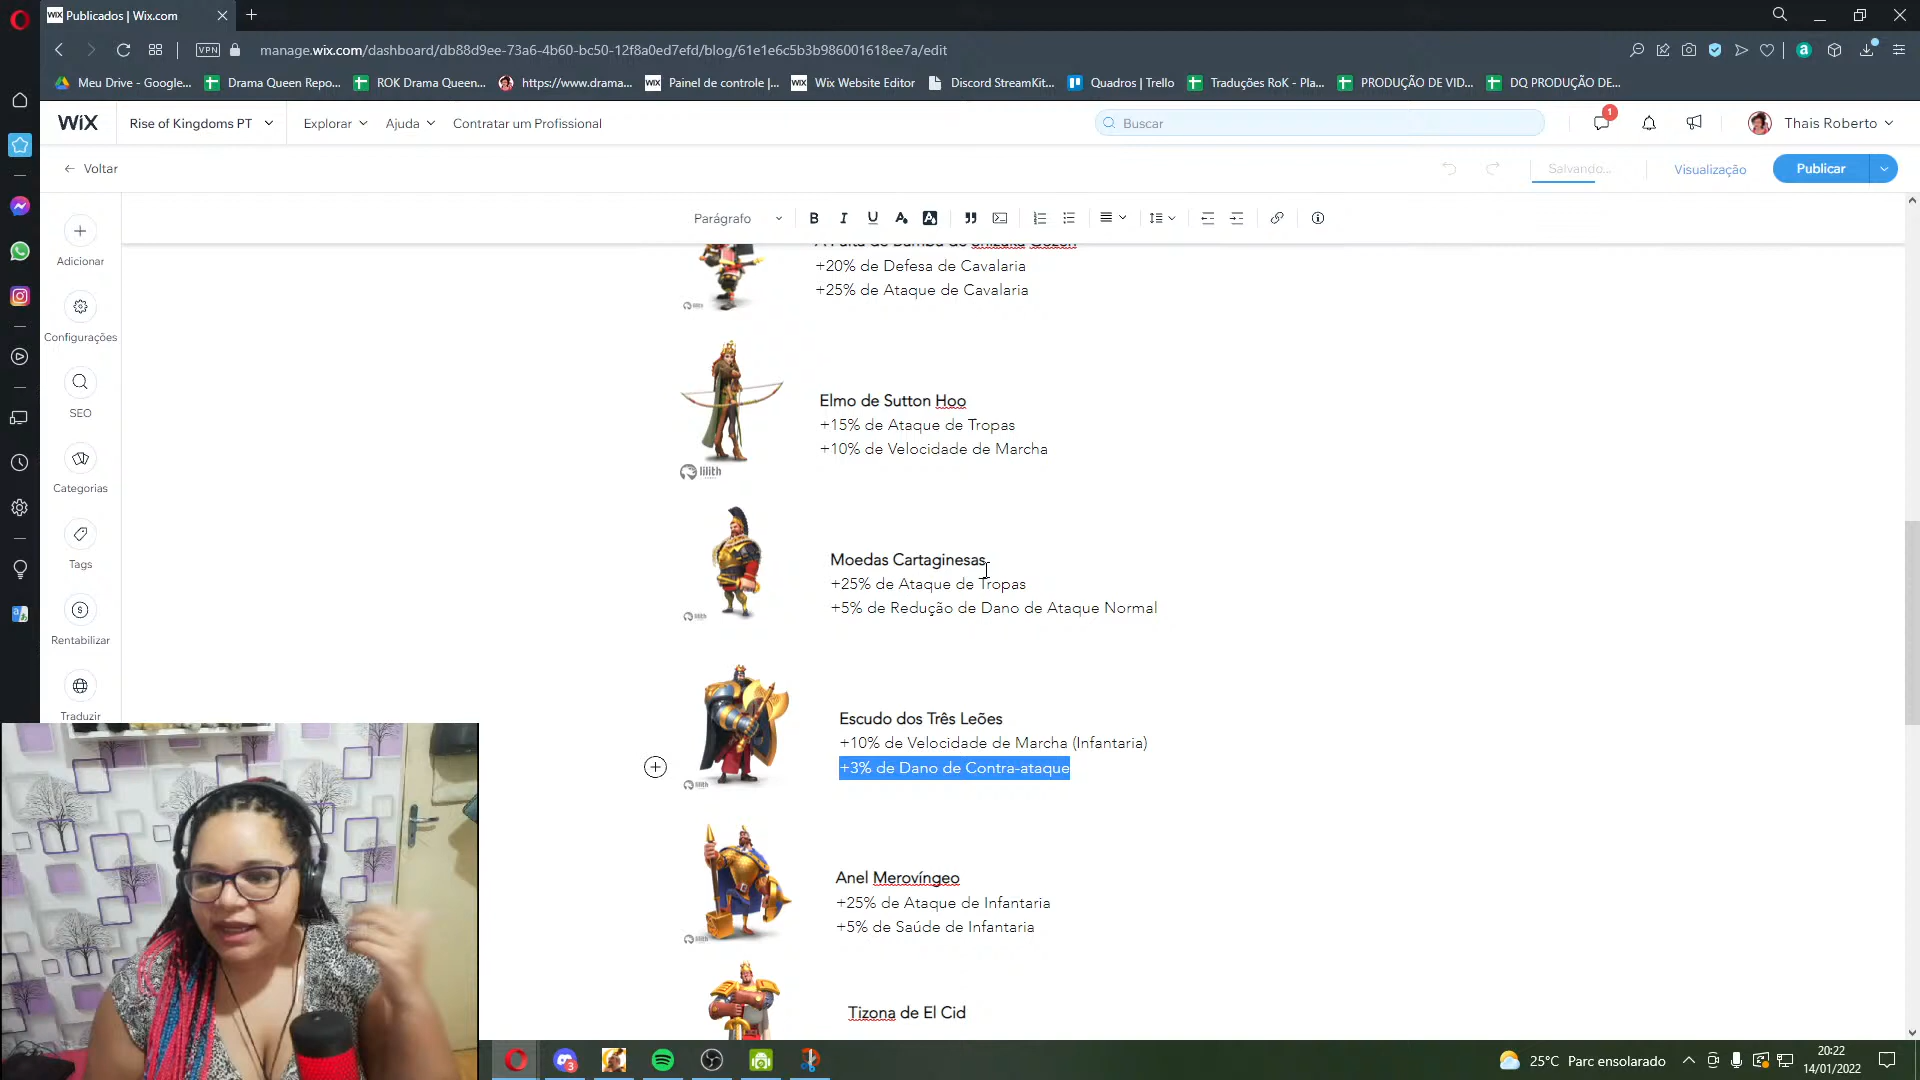 Publicados | Wix.com
VPN
manage.wix.com/dashboard/db88d9ee-73a6-4b60-bc50-12f8a0ed7efd/blog/61e1e6c5b3b986001618ee7a/edit
Meu Drive - Google...
Drama Queen Repo...
ROK Drama Queen...
https://www.drama...
WIX Painel de controle |...
WIX Wix Website Editor
Discord StreamKit...
Quadros | Trello
Traduções RoK - Pla...
PRODUÇÃO DE VID...
DQ PRODUÇÃO DE...
WiX
Rise of Kingdoms PT
Explorar
Ajuda
Contratar um Profissional
Buscar
1
Thais Roberto
Voltar
Salvando...
Visualização
Publicar
Parágrafo
Adicionar
Configurações
SEO
Categorias
Tags
Rentabilizar
Traduzir
+20% de Defesa de Cavalaria
+25% de Ataque de Cavalaria
Elmo de Sutton Hoo
+15% de Ataque de Tropas
+10% de Velocidade de Marcha
lilith
Moedas Cartaginesas
+25% de Ataque de Tropas
+5% de Redução de Dano de Ataque Normal
Escudo dos Três Leões
+10% de Velocidade de Marcha (Infantaria)
+3% de Dano de Contra-ataque
Anel Merovíngeo
+25% de Ataque de Infantaria
+5% de Saúde de Infantaria
Tizona de El Cid
25°C Parc ensolarado
20:22
14/01/2022